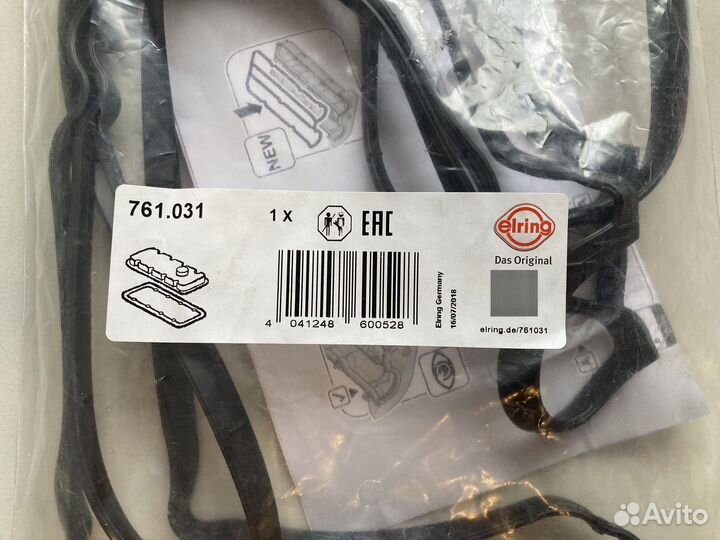 NEW
761.031
1 X
EAC
elring
Das Original
4 041248 600528
Elring Germany
16/07/2018
elring.de/761031
Avito